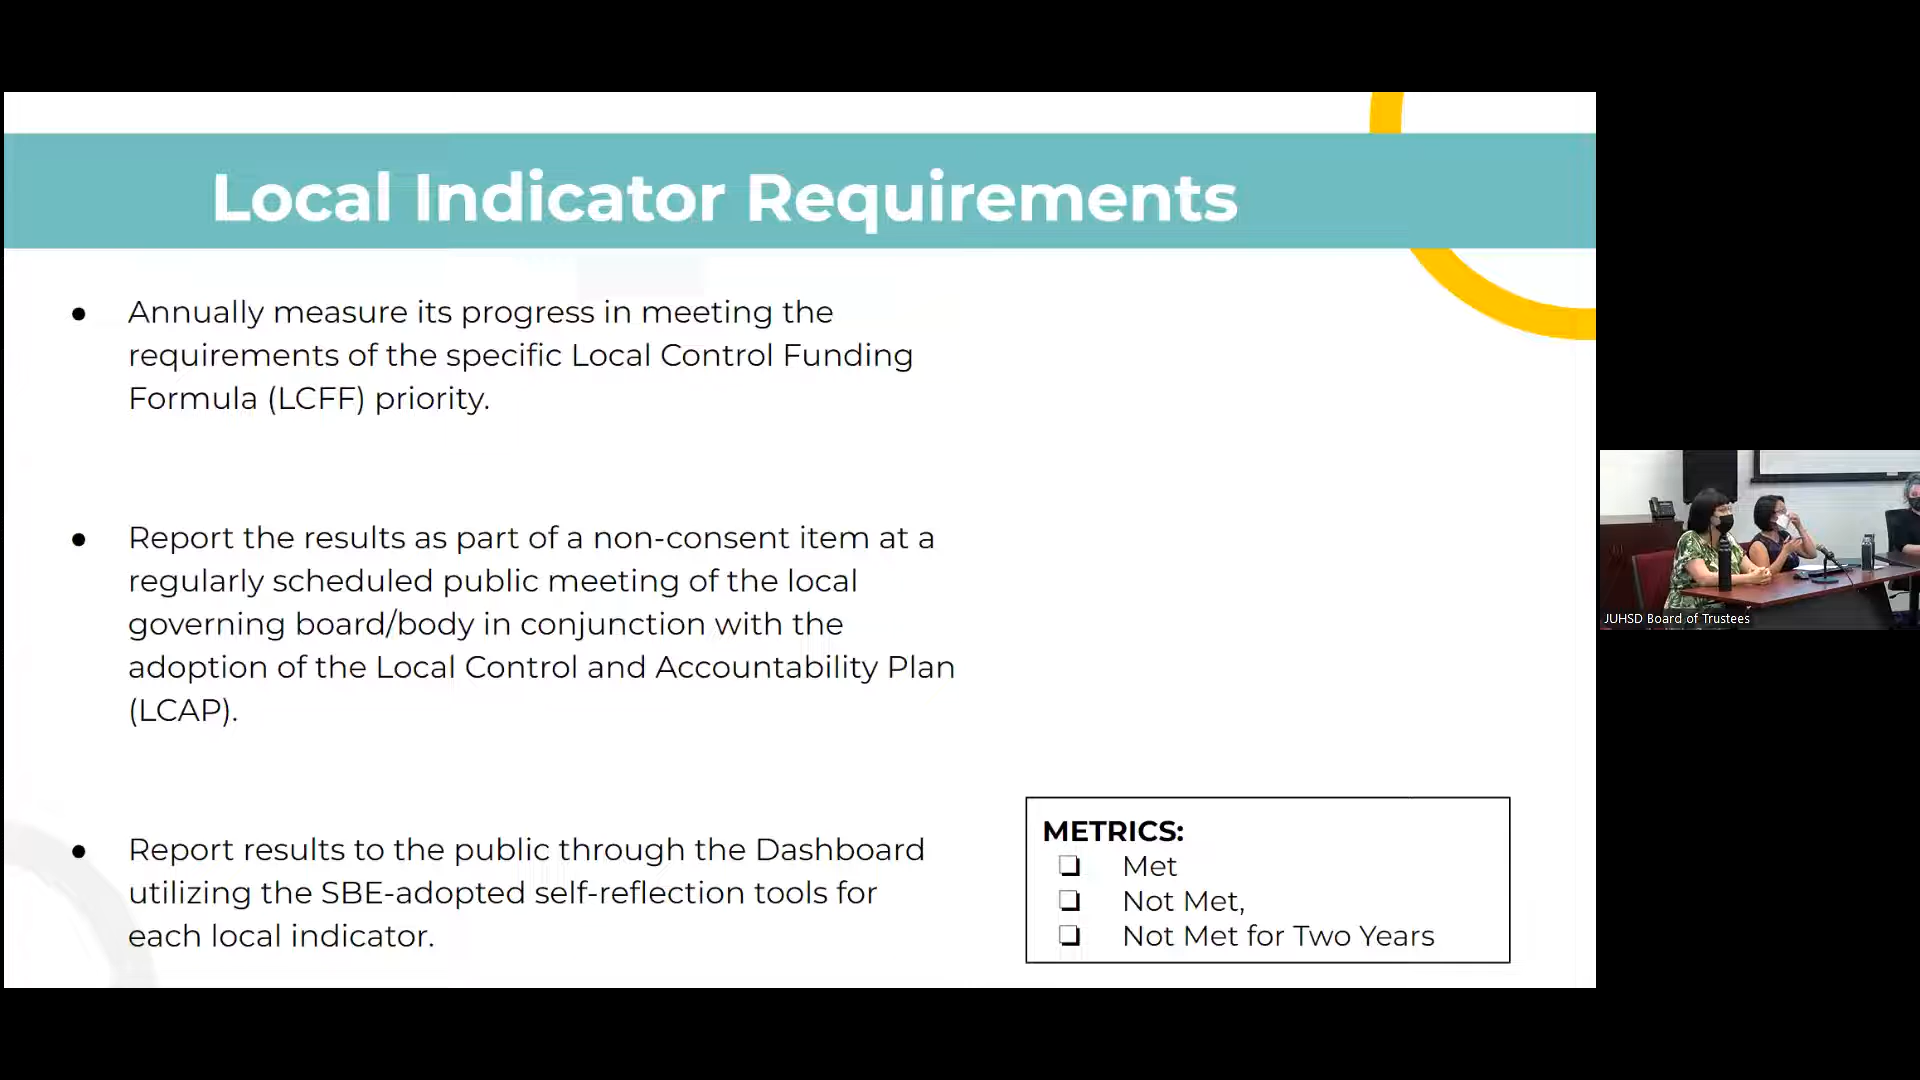 Local Indicator Requirements
● Annually measure its progress in meeting the
requirements of the specific Local Control Funding
Formula (LCFF) priority.
● Report the results as part of a non-consent item at a
regularly scheduled public meeting of the local
governing board/body in conjunction with the
adoption of the Local Control and Accountability Plan
(LCAP).
● Report results to the public through the Dashboard
utilizing the SBE-adopted self-reflection tools for
each local indicator.
METRICS:
❏ Met
❏ Not Met,
❏ Not Met for Two Years
JUHSD Board of Trustees